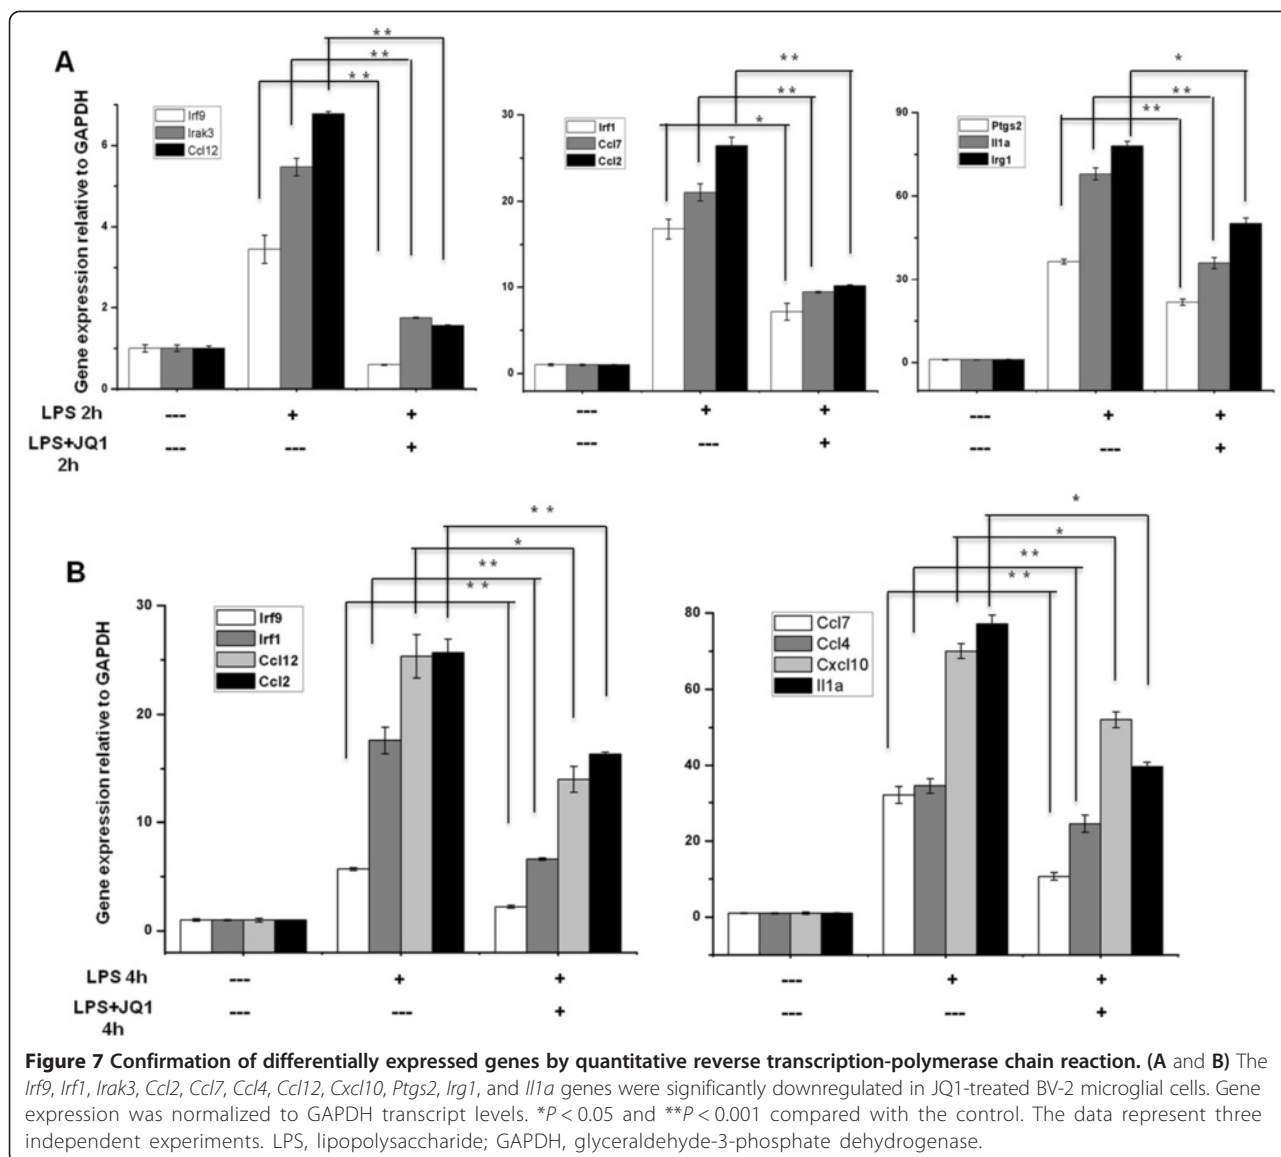 A
** 
**
**
Gene expression relative to GAPDH
6
4
2
0
Irf9
Irak3
Ccl12
**
**
*
30
20
10
0
Irf1
Ccl7
Ccl2
*
**
**
90
60
30
0
Ptgs2
Il1a
Irg1
LPS 2h --- + + --- + + --- + +
LPS+JQ1 --- --- + --- --- + --- --- +
2h
B
**
*
**
**
Gene expression relative to GAPDH
30
20
10
0
Irf9
Irf1
Ccl12
Ccl2
*
*
**
**
80
60
40
20
0
Ccl7
Ccl4
Cxcl10
Il1a
LPS 4h --- + + --- + +
LPS+JQ1 --- --- + --- --- +
4h
Figure 7 Confirmation of differentially expressed genes by quantitative reverse transcription-polymerase chain reaction. (A and B) The
Irf9, Irf1, Irak3, Ccl2, Ccl7, Ccl4, Ccl12, Cxcl10, Ptgs2, Irg1, and Il1a genes were significantly downregulated in JQ1-treated BV-2 microglial cells. Gene
expression was normalized to GAPDH transcript levels. *P < 0.05 and **P < 0.001 compared with the control. The data represent three
independent experiments. LPS, lipopolysaccharide; GAPDH, glyceraldehyde-3-phosphate dehydrogenase.